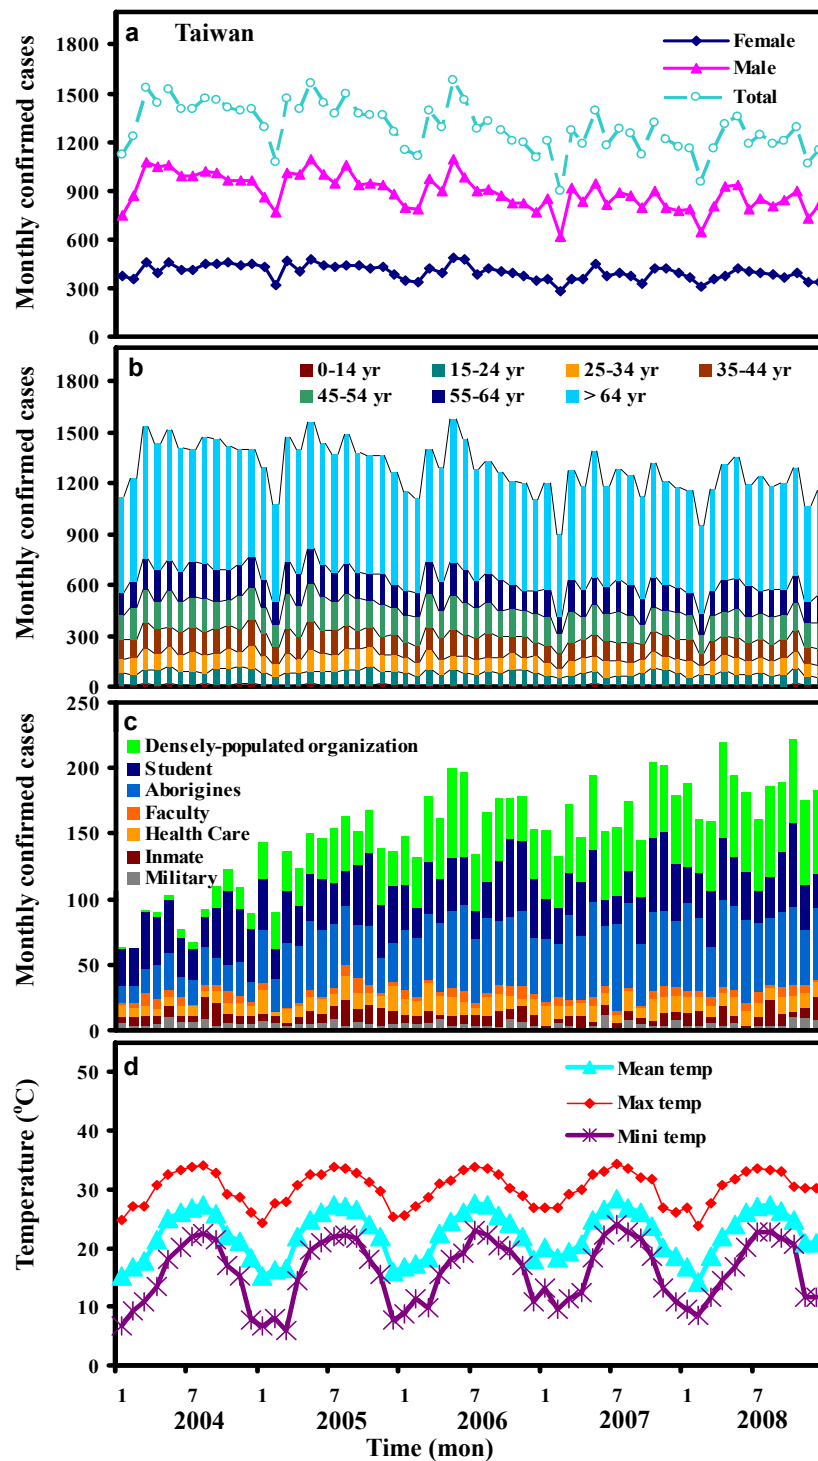 a Taiwan
Female
Male
Total
Monthly confirmed cases
1800
1500
1200
900
600
300
0
b
0-14 yr 15-24 yr 25-34 yr 35-44 yr
45-54 yr 55-64 yr > 64 yr
Monthly confirmed cases
1800
1500
1200
900
600
300
0
c
Densely-populated organization
Student
Aborigines
Faculty
Health Care
Inmate
Military
Monthly confirmed cases
250
200
150
100
50
0
d
Mean temp
Max temp
Mini temp
Temperature (°C)
50
40
30
20
10
0
1 7 1 7 1 7 1 7 1 7
2004 2005 2006 2007 2008
Time (mon)